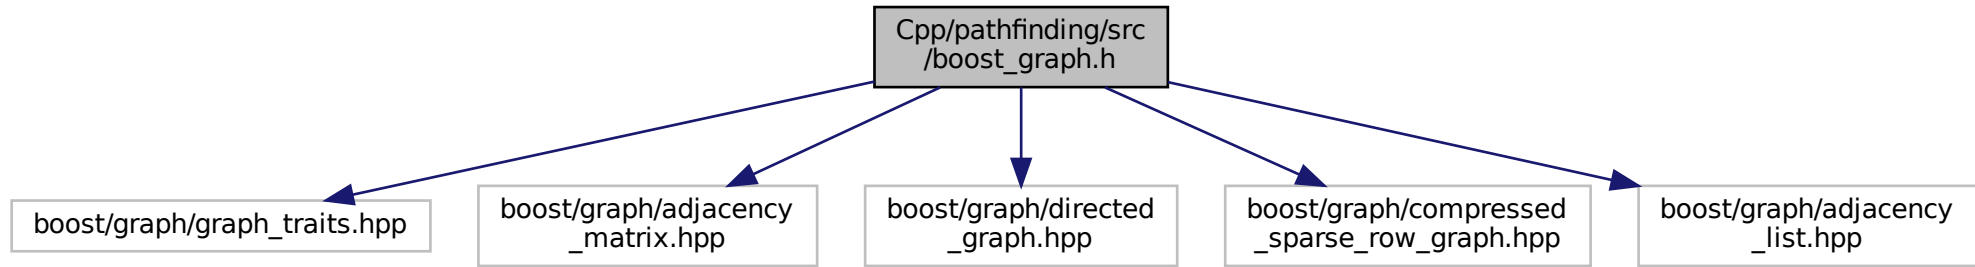 Cpp/pathfinding/src
/boost_graph.h
boost/graph/graph_traits.hpp
boost/graph/adjacency
_matrix.hpp
boost/graph/directed
_graph.hpp
boost/graph/compressed
_sparse_row_graph.hpp
boost/graph/adjacency
_list.hpp